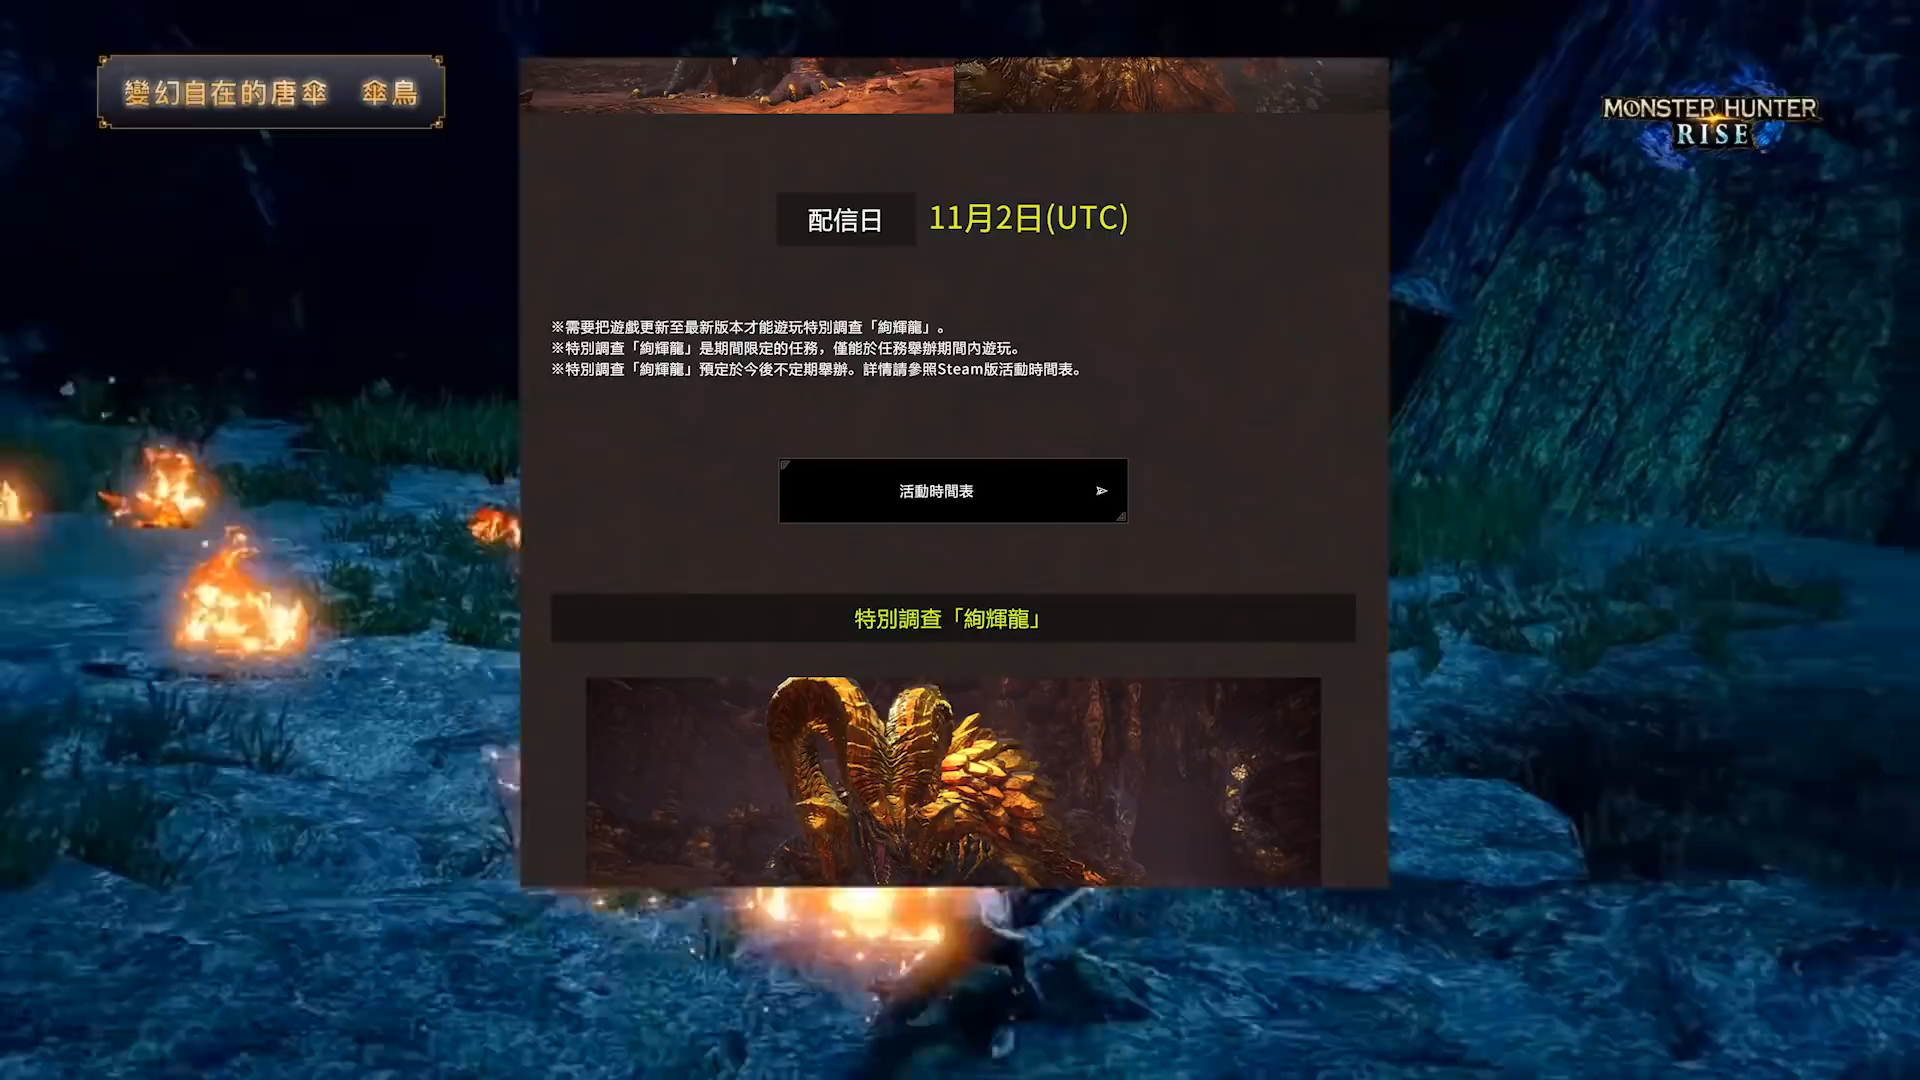 變幻自在的唐傘　傘鳥
MONSTER HUNTER
RISE
配信日 11月2日(UTC)
※需要把遊戲更新至最新版本才能遊玩特別調查「絢輝龍」。
※特別調查「絢輝龍」是期間限定的任務，僅能於任務舉辦期間內遊玩。
※特別調查「絢輝龍」預定於今後不定期舉辦。詳情請參照Steam版活動時間表。
活動時間表
特別調查「絢輝龍」